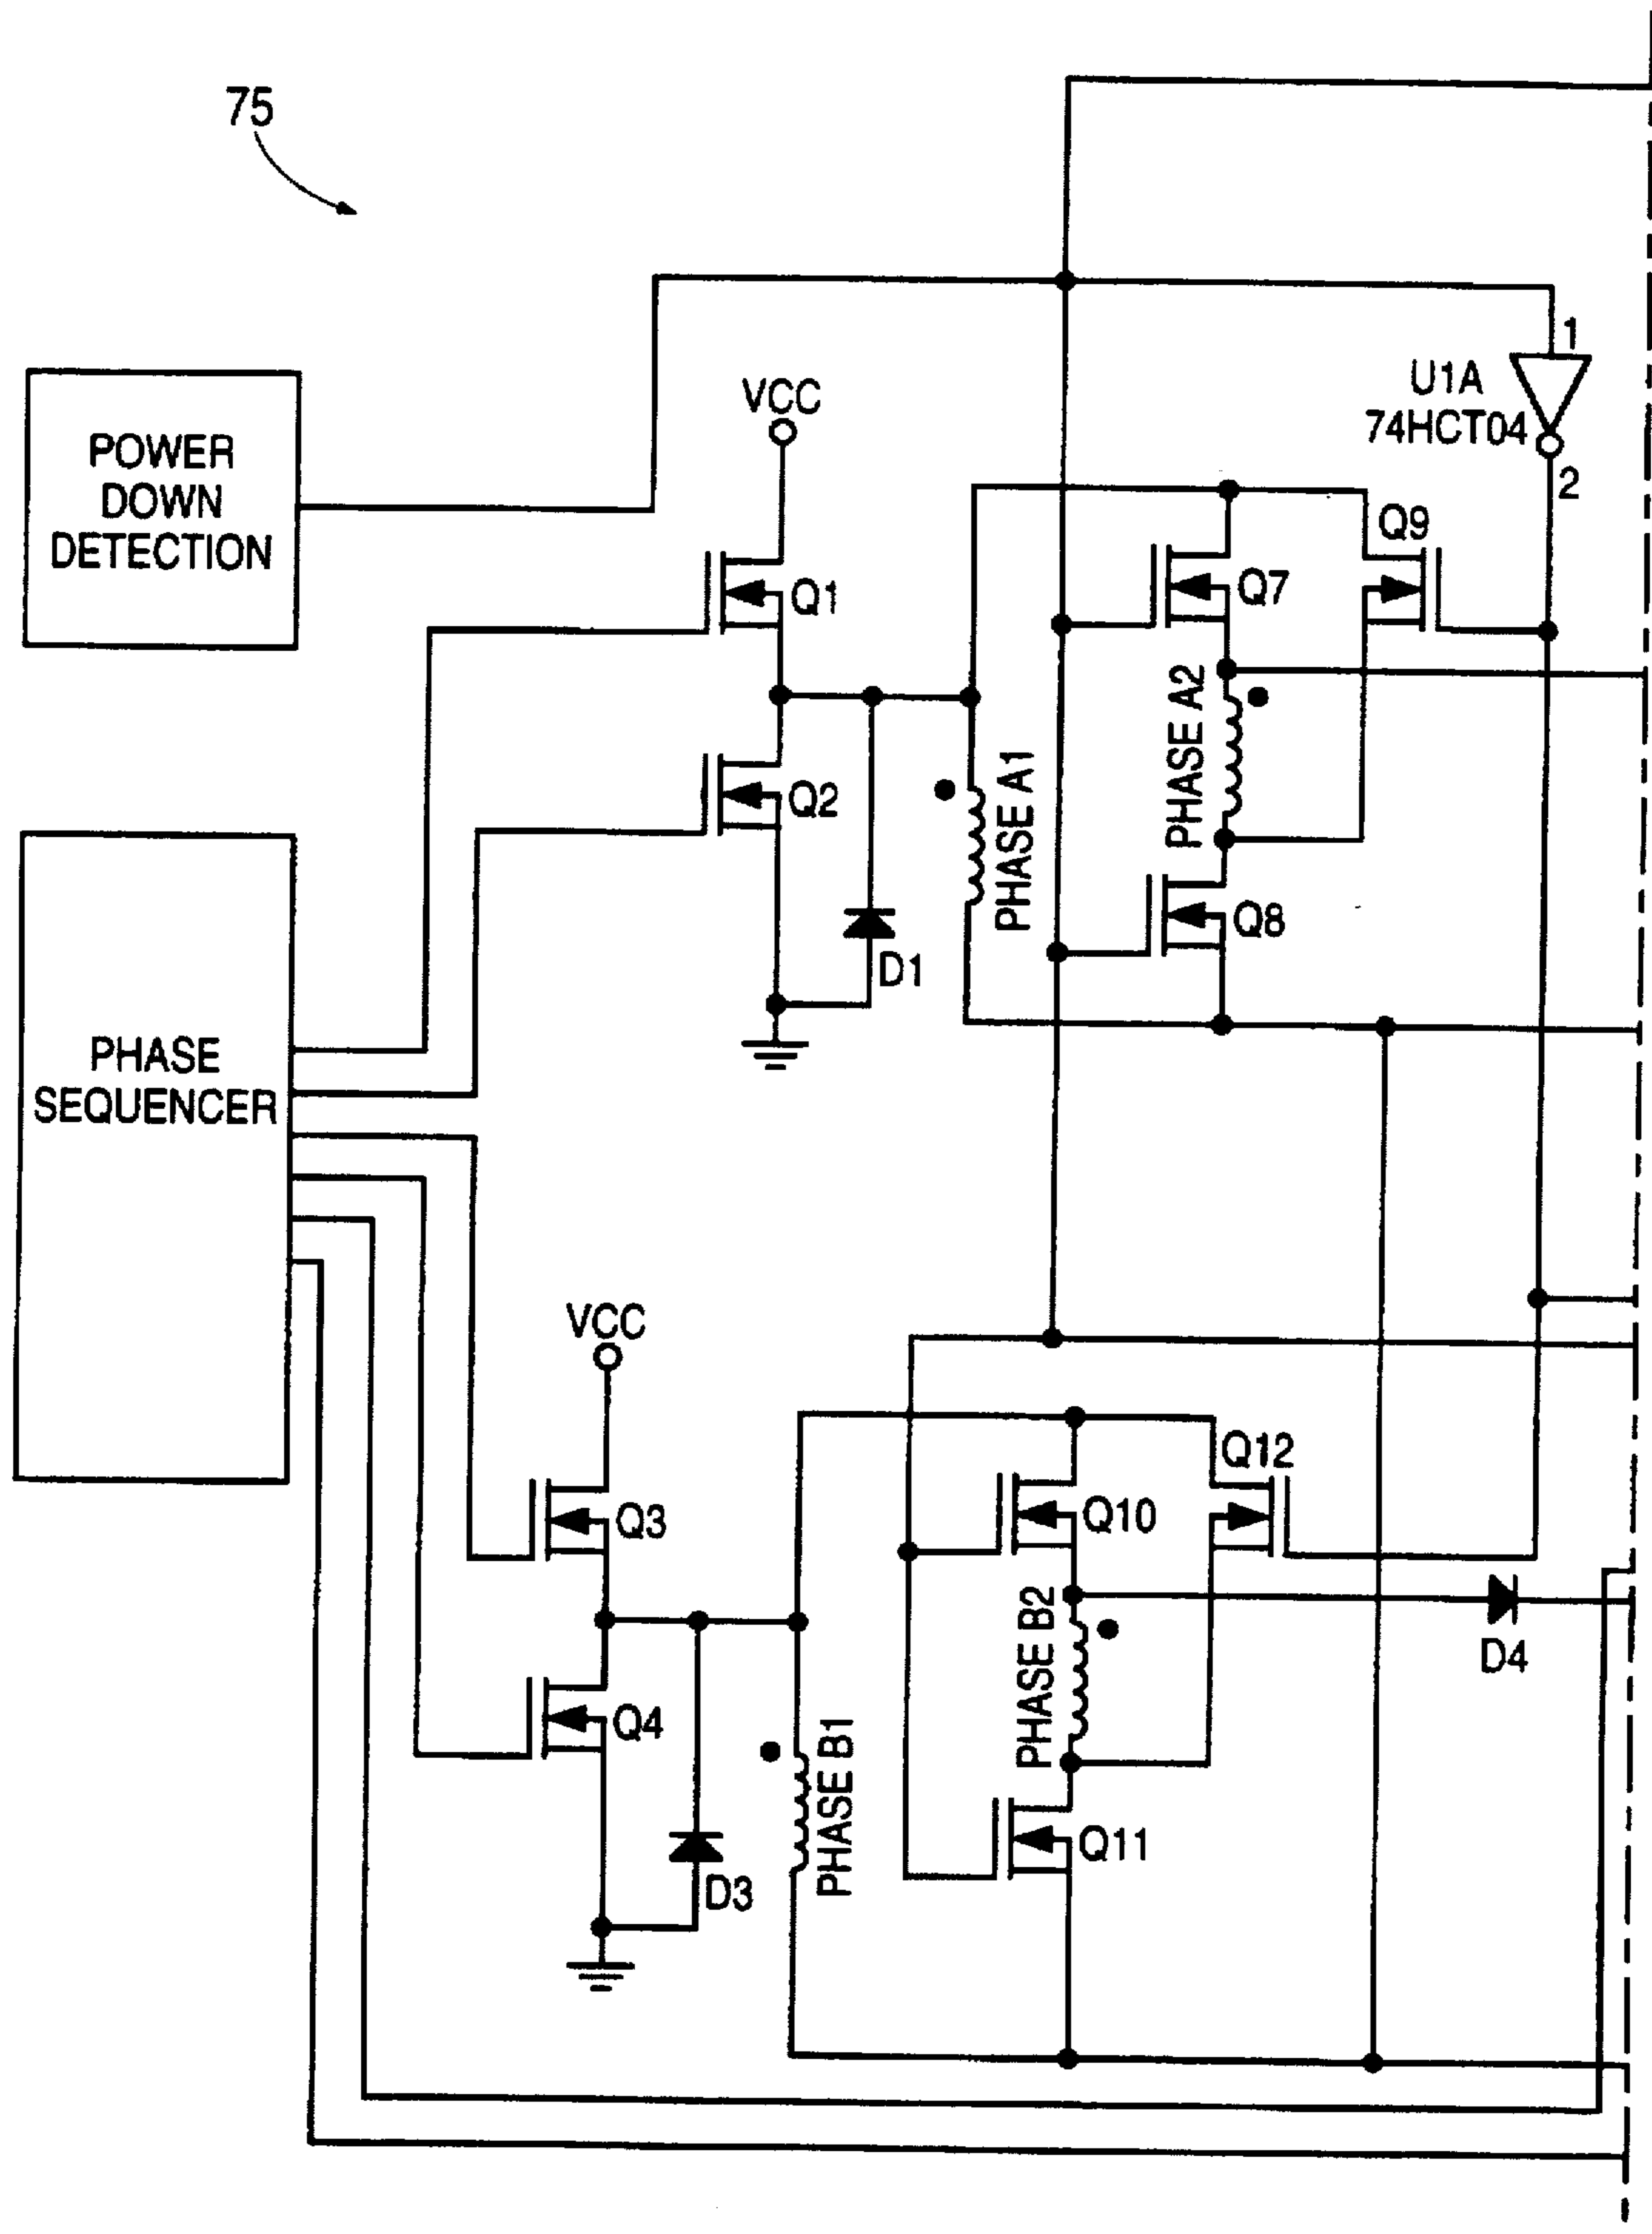 75
POWER
DOWN
DETECTION
VCC
1
U1A
74HCT04
2
Q1
Q7
Q9
PHASE A2
Q2
PHASE A1
D1
Q8
PHASE
SEQUENCER
VCC
Q3
Q10
Q12
PHASE B2
D4
Q4
PHASE B1
D3
Q11